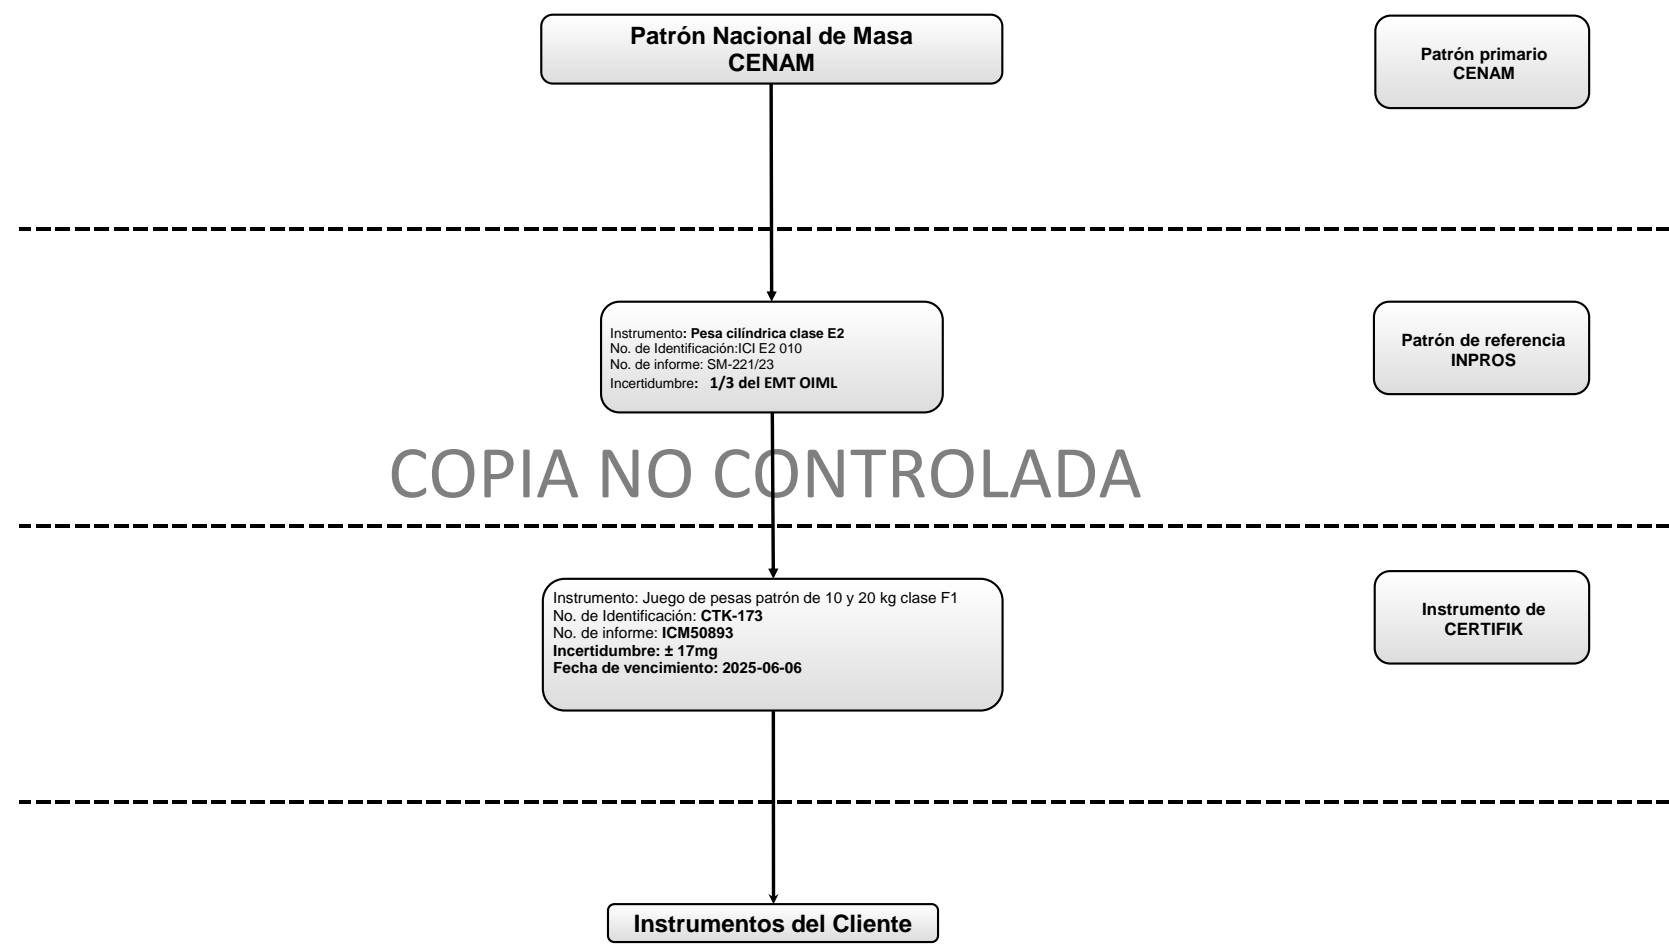 Patrón Nacional de Masa
CENAM
Patrón primario
CENAM
Instrumento: Pesa cilíndrica clase E2
No. de Identificación:ICI E2 010
No. de informe: SM-221/23
Incertidumbre: 1/3 del EMT OIML
Patrón de referencia
INPROS
COPIA NO CONTROLADA
Instrumento: Juego de pesas patrón de 10 y 20 kg clase F1
No. de Identificación: CTK-173
No. de informe: ICM50893
Incertidumbre: ± 17mg
Fecha de vencimiento: 2025-06-06
Instrumento de
CERTIFIK
Instrumentos del Cliente